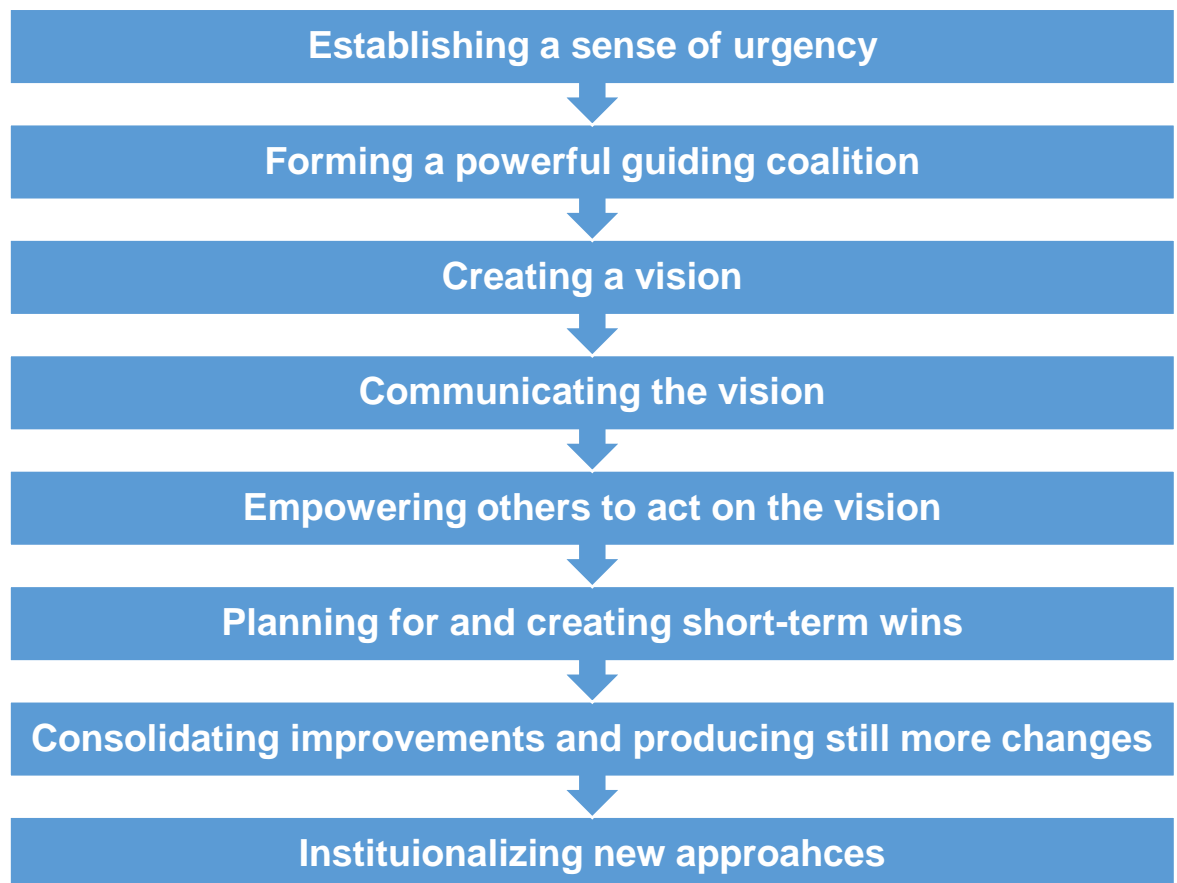 Establishing a sense of urgency
Forming a powerful guiding coalition
Creating a vision
Communicating the vision
Empowering others to act on the vision
Planning for and creating short-term wins
Consolidating improvements and producing still more changes
Instituionalizing new approahces